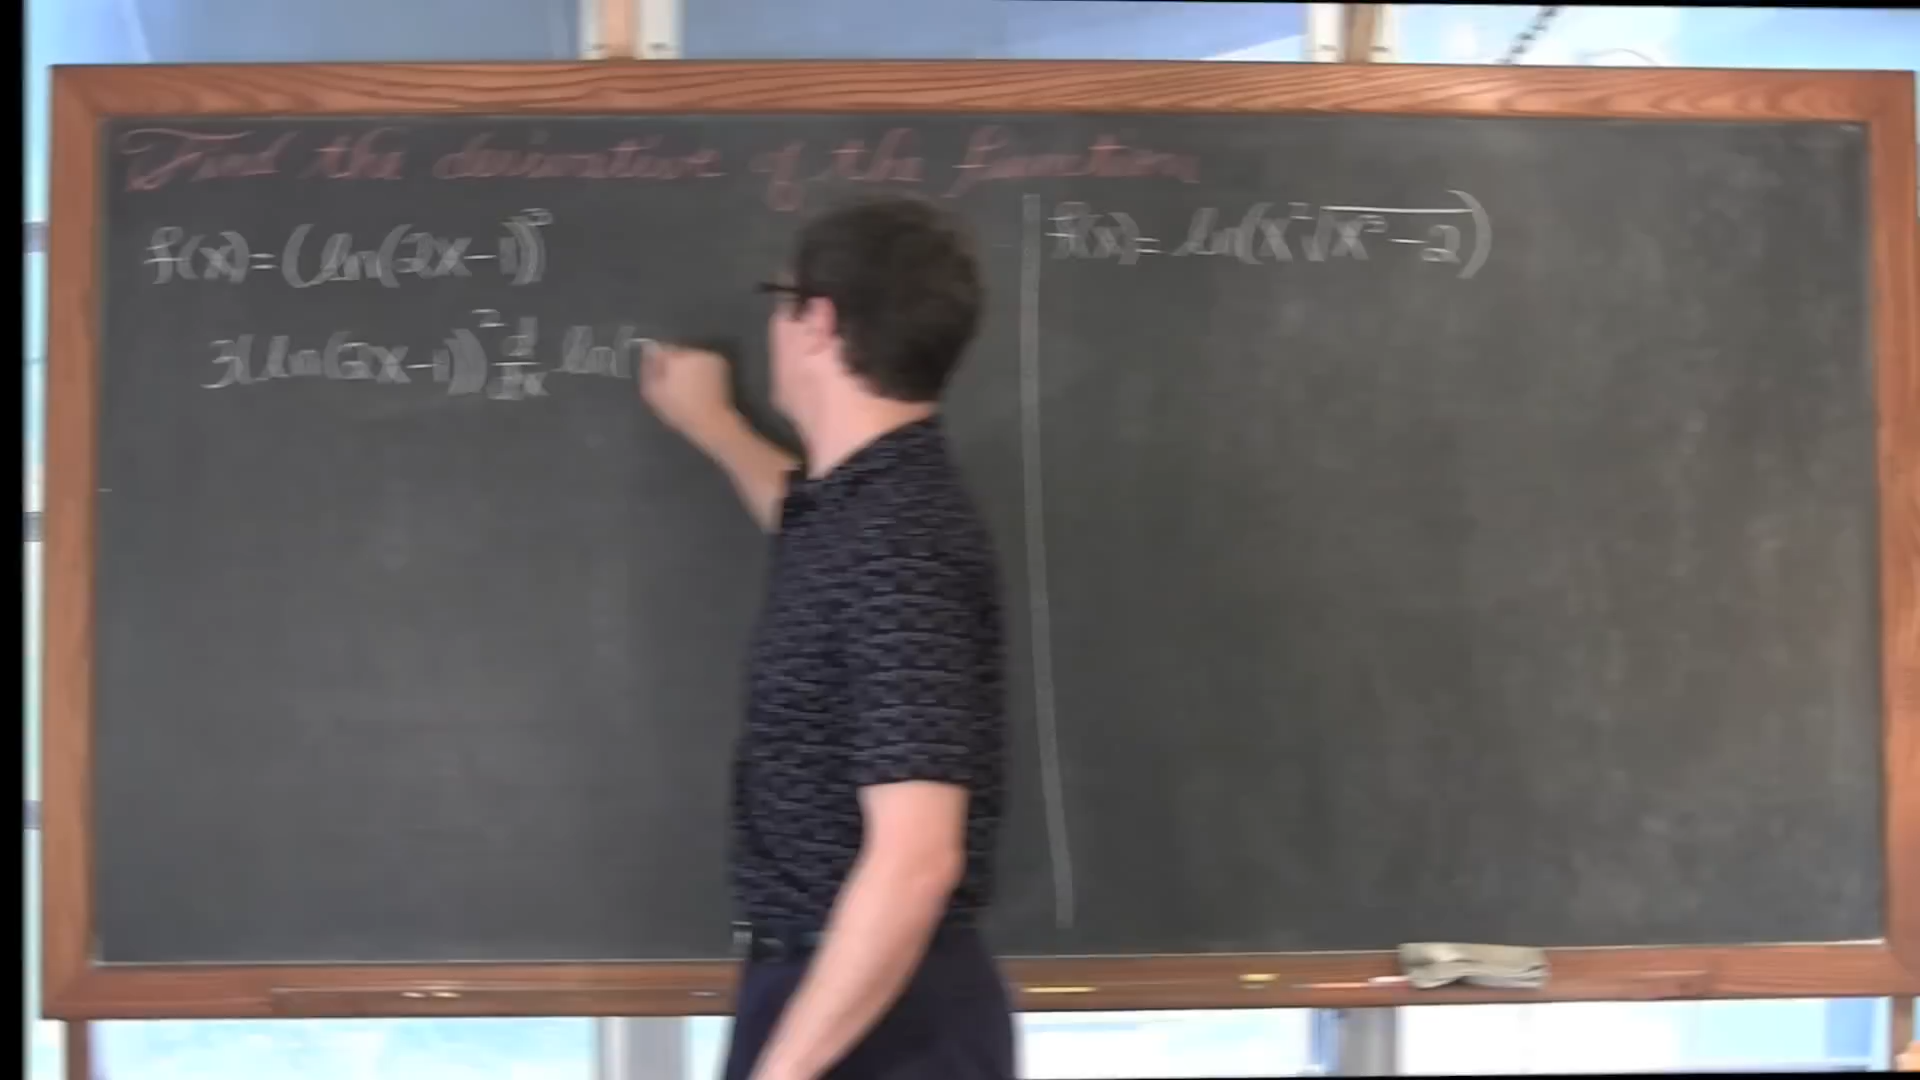 Find the derivative of the function
f(x)=(ln(2x-1))³
3(ln(2x-1))² d/dx ln(2
f(x)=ln(x²√(x²-2))